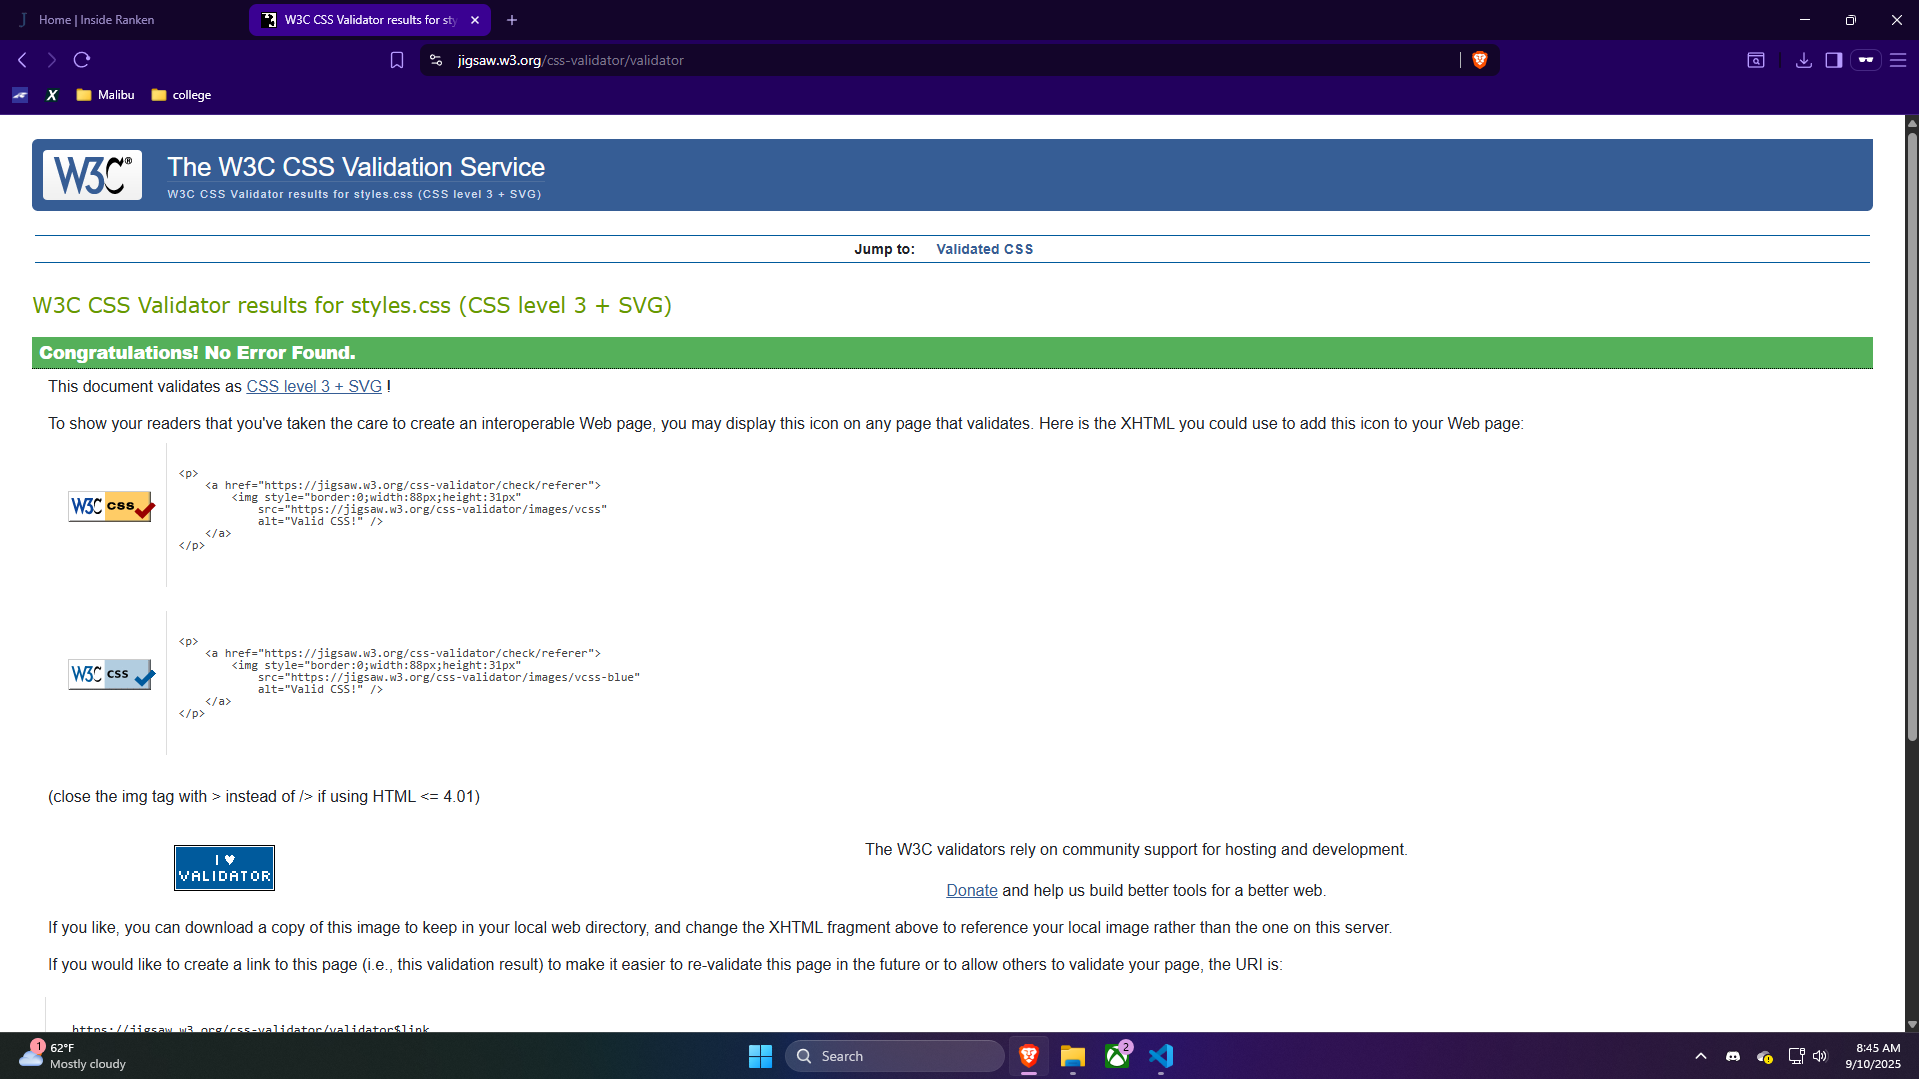 Home | Inside Ranken
W3C CSS Validator results for sty
jigsaw.w3.org/css-validator/validator
X
Malibu
college
W3C®
The W3C CSS Validation Service
W3C CSS Validator results for styles.css (CSS level 3 + SVG)
Jump to: Validated CSS
W3C CSS Validator results for styles.css (CSS level 3 + SVG)
Congratulations! No Error Found.
This document validates as CSS level 3 + SVG !
To show your readers that you've taken the care to create an interoperable Web page, you may display this icon on any page that validates. Here is the XHTML you could use to add this icon to your Web page:
W3C css
<p>
<a href="https://jigsaw.w3.org/css-validator/check/referer">
<img style="border:0;width:88px;height:31px"
src="https://jigsaw.w3.org/css-validator/images/vcss"
alt="Valid CSS!" />
</a>
</p>
W3C css
<p>
<a href="https://jigsaw.w3.org/css-validator/check/referer">
<img style="border:0;width:88px;height:31px"
src="https://jigsaw.w3.org/css-validator/images/vcss-blue"
alt="Valid CSS!" />
</a>
</p>
(close the img tag with > instead of /> if using HTML <= 4.01)
I ♥
VALIDATOR
The W3C validators rely on community support for hosting and development.
Donate and help us build better tools for a better web.
If you like, you can download a copy of this image to keep in your local web directory, and change the XHTML fragment above to reference your local image rather than the one on this server.
If you would like to create a link to this page (i.e., this validation result) to make it easier to re-validate this page in the future or to allow others to validate your page, the URI is:
https://jigsaw.w3.org/css-validator/validator$link
1
62°F
Mostly cloudy
Search
2
8:45 AM
9/10/2025